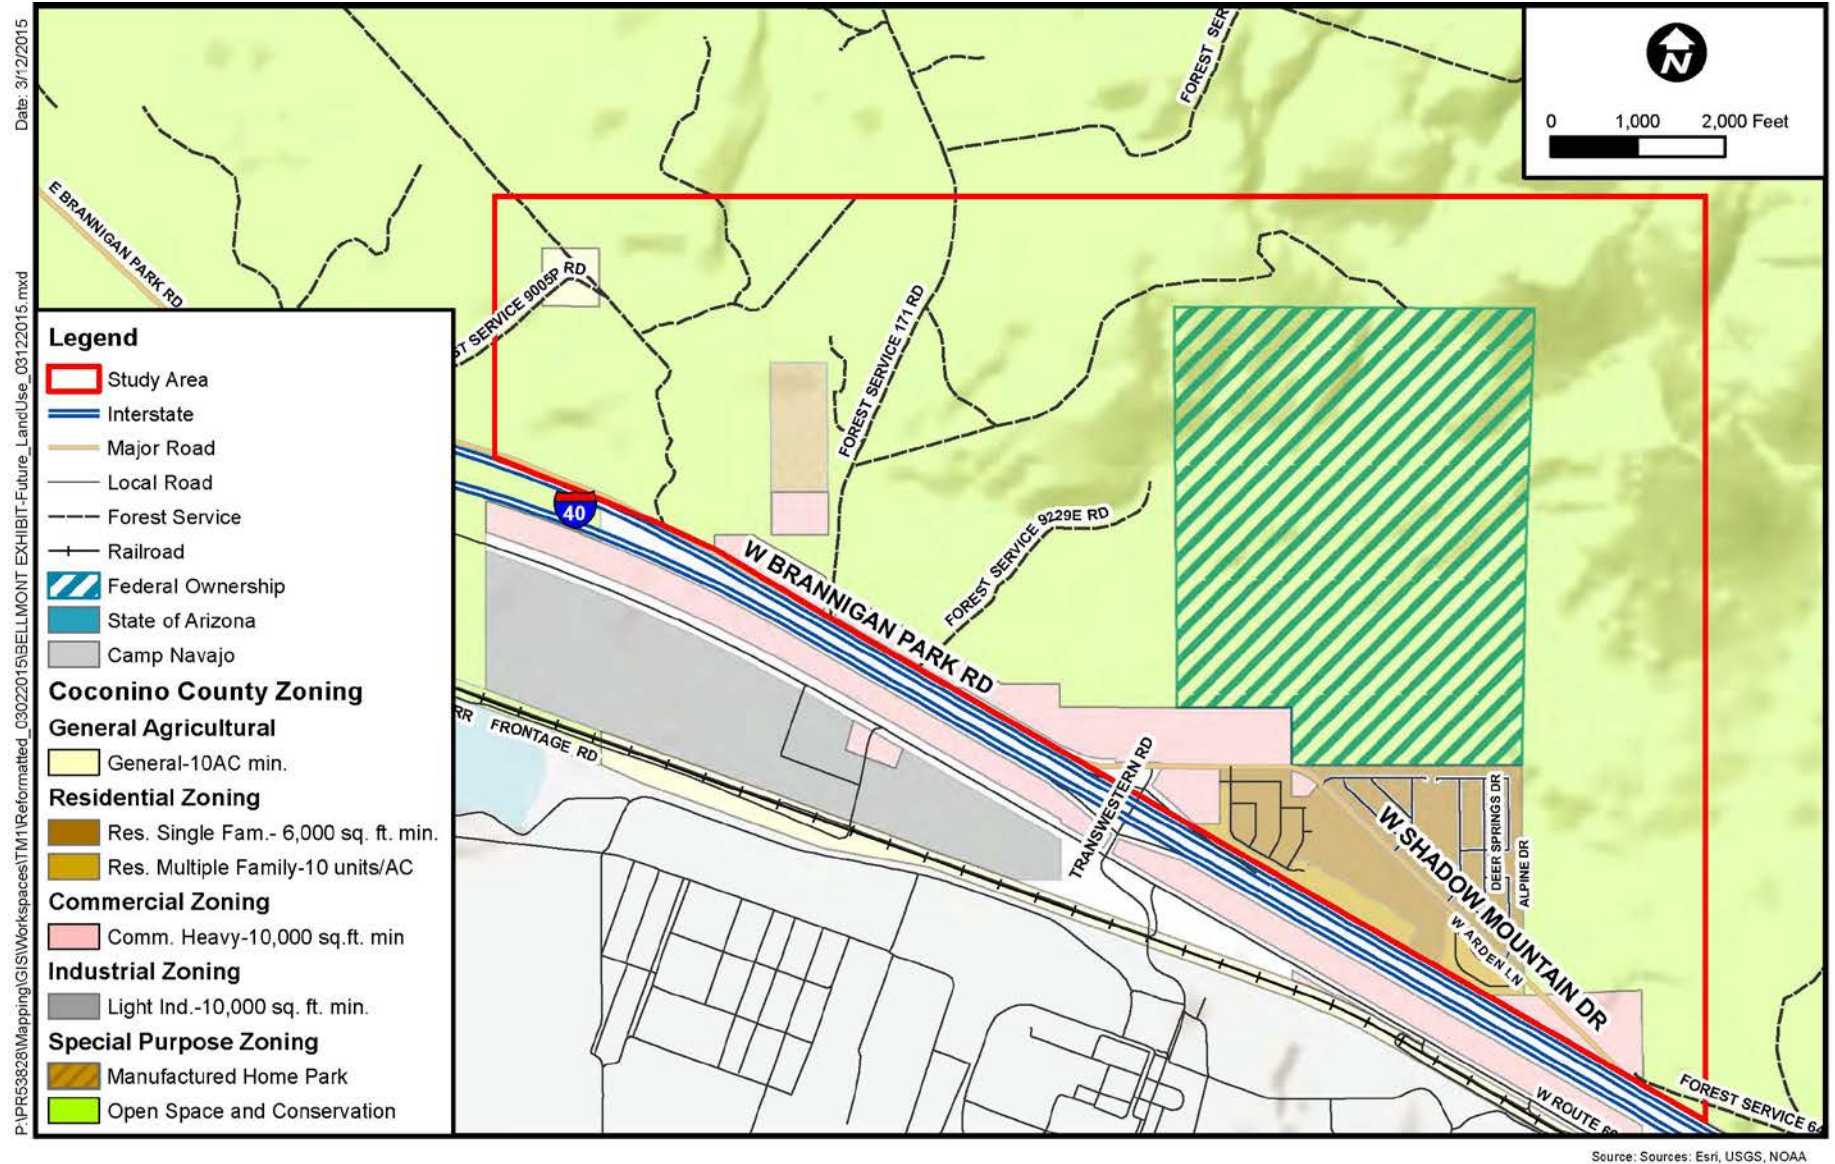 Date: 3/12/2015
P:\PR53828\Mapping\GIS\Workspaces\TM11\Reformatted_03022015\BELLMONT EXHIBIT-Future_LandUse_03122015.mxd
N
0 1,000 2,000 Feet
FOREST SER
E BRANNIGAN PARK RD
ST SERVICE 9005P RD
FOREST SERVICE 171 RD
FOREST SERVICE 9229E RD
40
W BRANNIGAN PARK RD
TRANSWESTERN RD
RR
FRONTAGE RD
W SHADOW MOUNTAIN DR
DEER SPRINGS DR
ALPINE DR
W ARDEN LN
W ROUTE 66
FOREST SERVICE 64
Legend
Study Area
Interstate
Major Road
Local Road
Forest Service
Railroad
Federal Ownership
State of Arizona
Camp Navajo
Coconino County Zoning
General Agricultural
General-10AC min.
Residential Zoning
Res. Single Fam.- 6,000 sq. ft. min.
Res. Multiple Family-10 units/AC
Commercial Zoning
Comm. Heavy-10,000 sq.ft. min
Industrial Zoning
Light Ind.-10,000 sq. ft. min.
Special Purpose Zoning
Manufactured Home Park
Open Space and Conservation
Source: Sources: Esri, USGS, NOAA